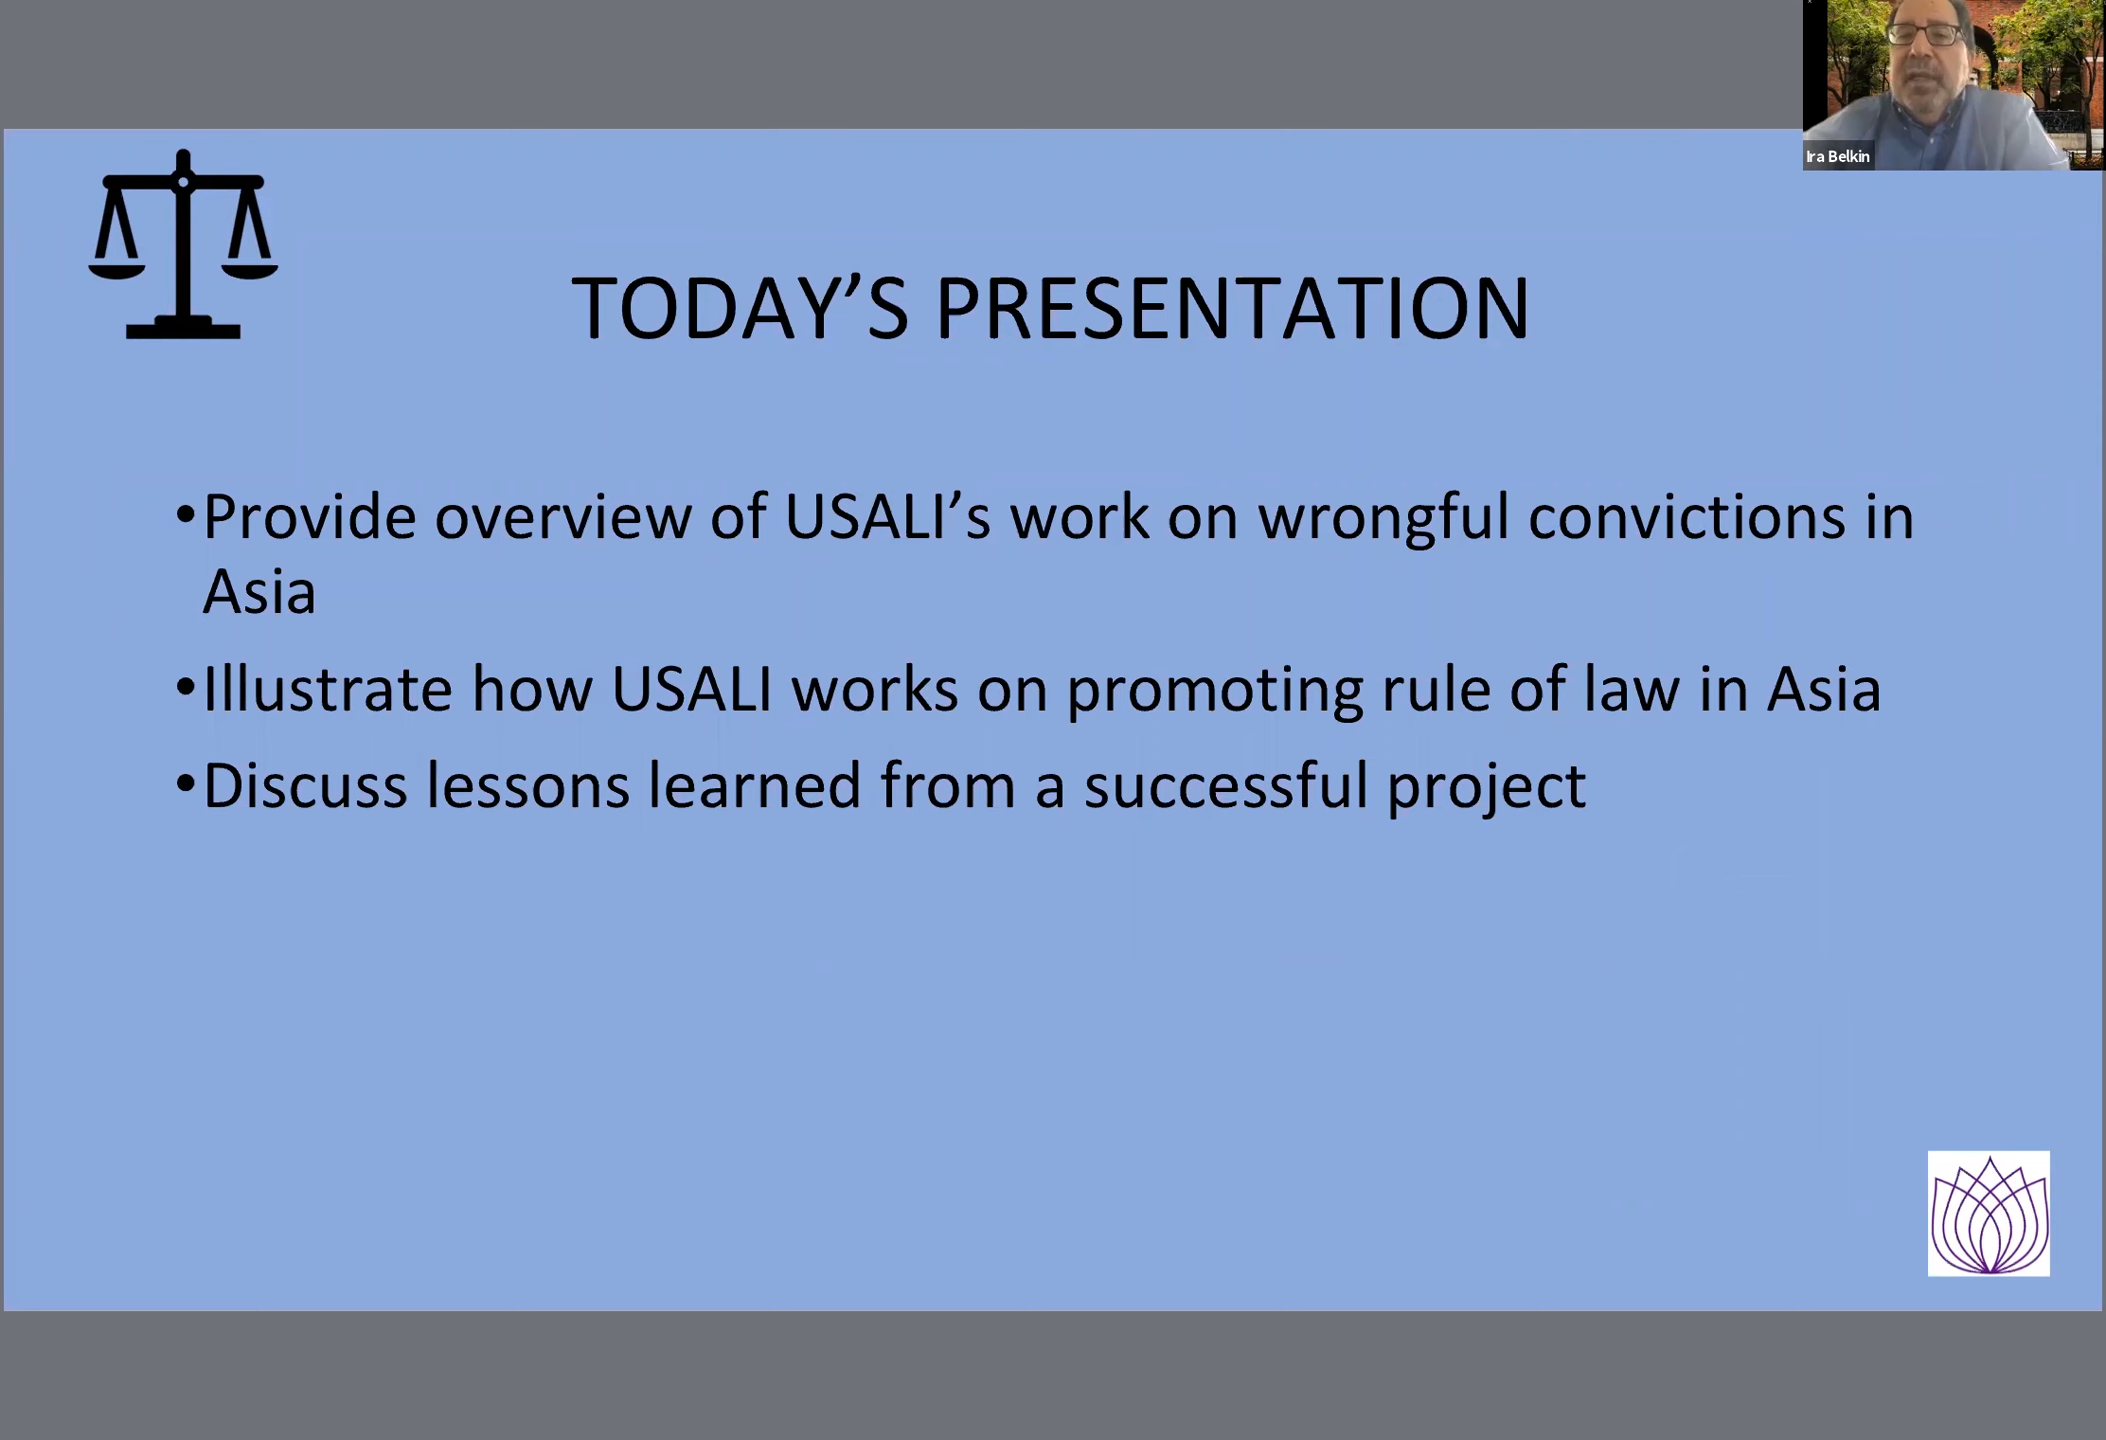 Ira Belkin
TODAY’S PRESENTATION
•Provide overview of USALI’s work on wrongful convictions in
Asia
•Illustrate how USALI works on promoting rule of law in Asia
•Discuss lessons learned from a successful project